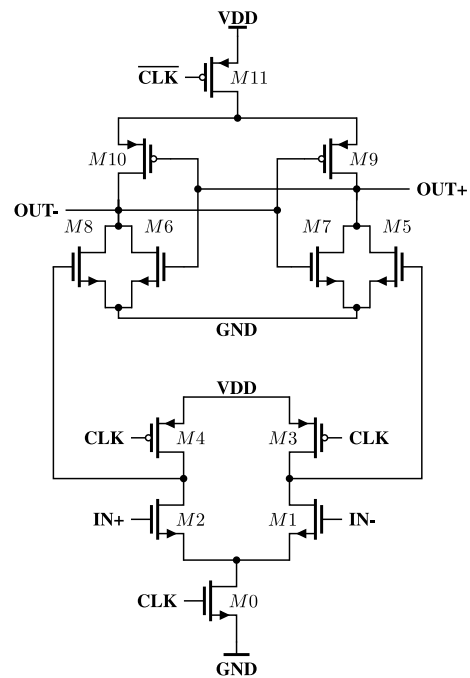 VDD
C̅L̅K̅ M11
M10 M9
OUT+
OUT-
M8 M6 M7 M5
GND
VDD
CLK M4 M3 CLK
IN+ M2 M1 IN-
CLK M0
GND